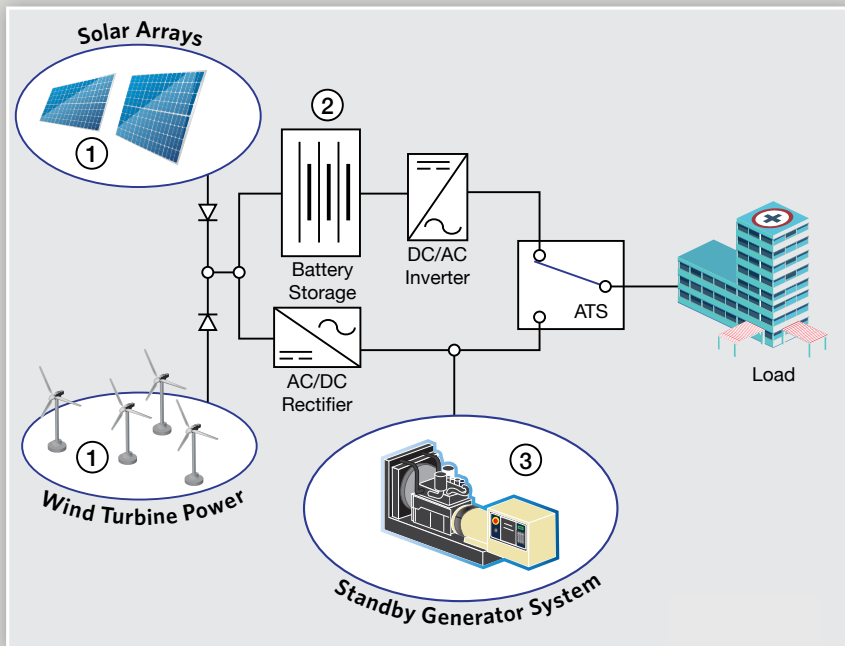 Solar Arrays
1
2
Battery
Storage
DC/AC
Inverter
ATS
Load
AC/DC
Rectifier
1
Wind Turbine Power
3
Standby Generator System